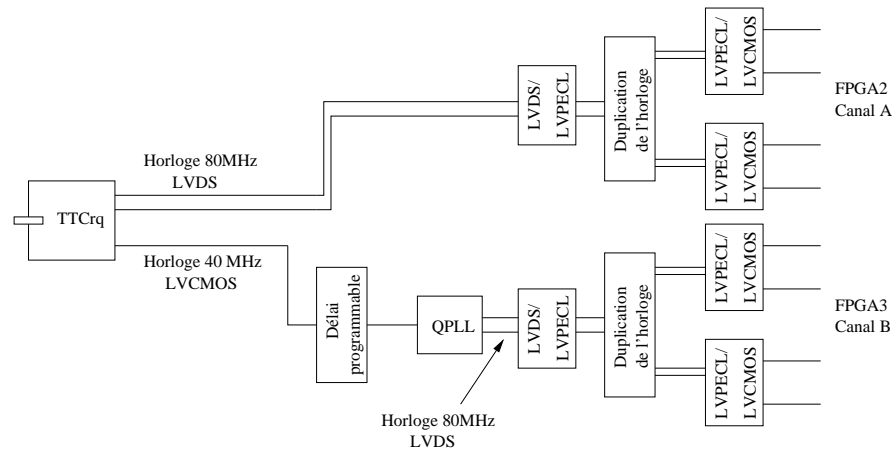 LVPECL/
LVCMOS
LVDS/
LVPECL
Duplication
de l'horloge
FPGA2
Canal A
LVPECL/
LVCMOS
Horloge 80MHz
LVDS
TTCrq
Horloge 40 MHz
LVCMOS
Délai
programmable
QPLL
LVDS/
LVPECL
Duplication
de l'horloge
LVPECL/
LVCMOS
FPGA3
Canal B
LVPECL/
LVCMOS
Horloge 80MHz
LVDS